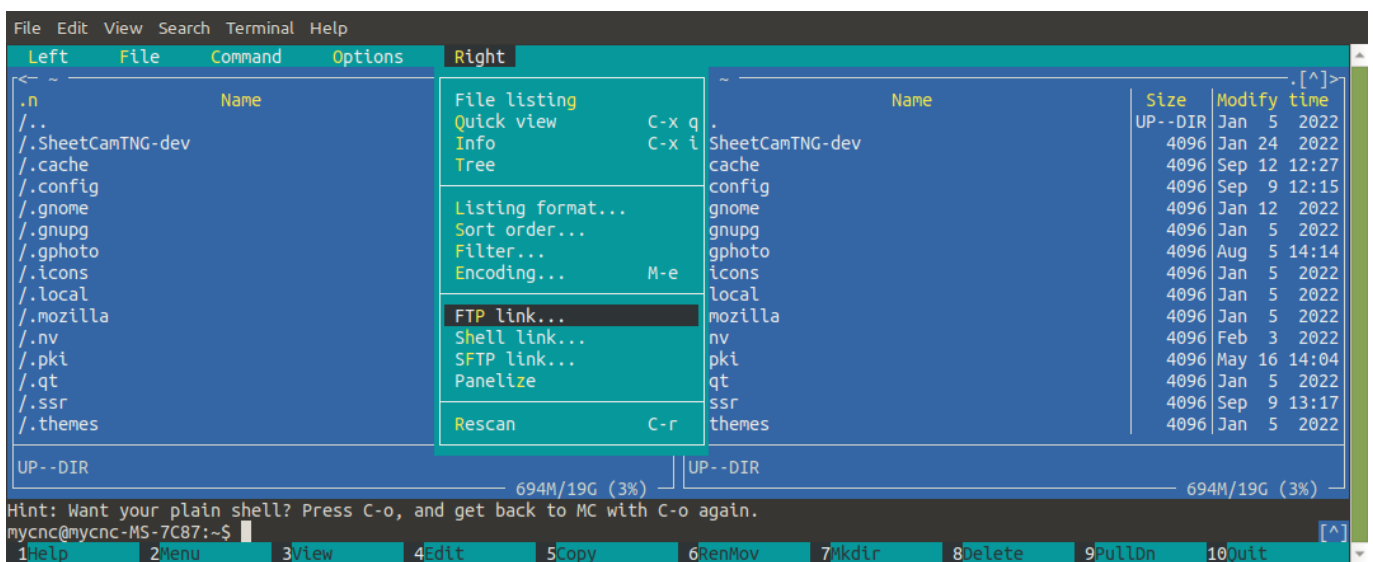 File Edit View Search Terminal Help
Left File Command Options Right
<─ ~ ~ .[^]>
.n Name File listing Name Size Modify time
/.. Quick view C-x q . UP--DIR Jan 5 2022
/.SheetCamTNG-dev Info C-x i SheetCamTNG-dev 4096 Jan 24 2022
/.cache Tree cache 4096 Sep 12 12:27
/.config config 4096 Sep 9 12:15
/.gnome Listing format... gnome 4096 Jan 12 2022
/.gnupg Sort order... gnupg 4096 Jan 5 2022
/.gphoto Filter... gphoto 4096 Aug 5 14:14
/.icons Encoding... M-e icons 4096 Jan 5 2022
/.local local 4096 Jan 5 2022
/.mozilla FTP link... mozilla 4096 Jan 5 2022
/.nv Shell link... nv 4096 Feb 3 2022
/.pki SFTP link... pki 4096 May 16 14:04
/.qt Panelize qt 4096 Jan 5 2022
/.ssr ssr 4096 Sep 9 13:17
/.themes Rescan C-r themes 4096 Jan 5 2022
UP--DIR UP--DIR
694M/19G (3%) 694M/19G (3%)
Hint: Want your plain shell? Press C-o, and get back to MC with C-o again.
mycnc@mycnc-MS-7C87:~$ [^]
1Help 2Menu 3View 4Edit 5Copy 6RenMov 7Mkdir 8Delete 9PullDn 10Quit